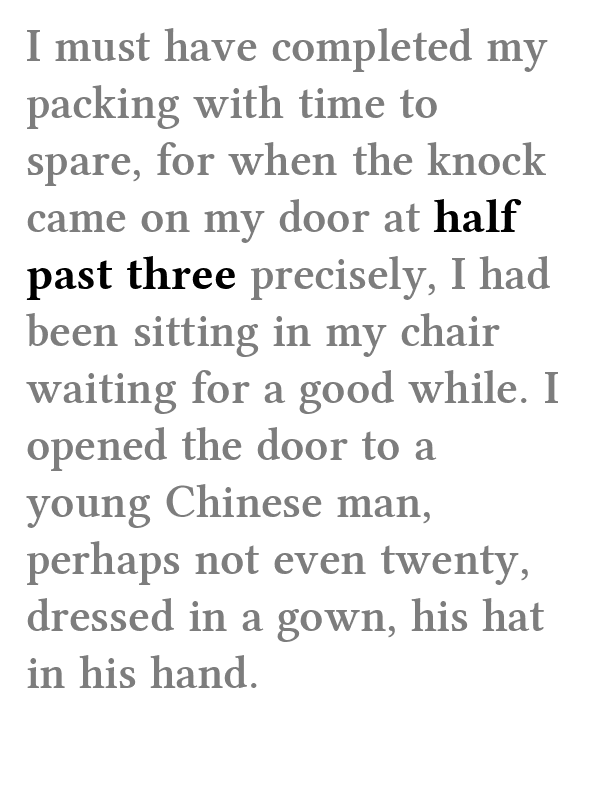 I must have completed my
packing with time to
spare, for when the knock
came on my door at half
past three precisely, I had
been sitting in my chair
waiting for a good while. I
opened the door to a
young Chinese man,
perhaps not even twenty,
dressed in a gown, his hat
in his hand.